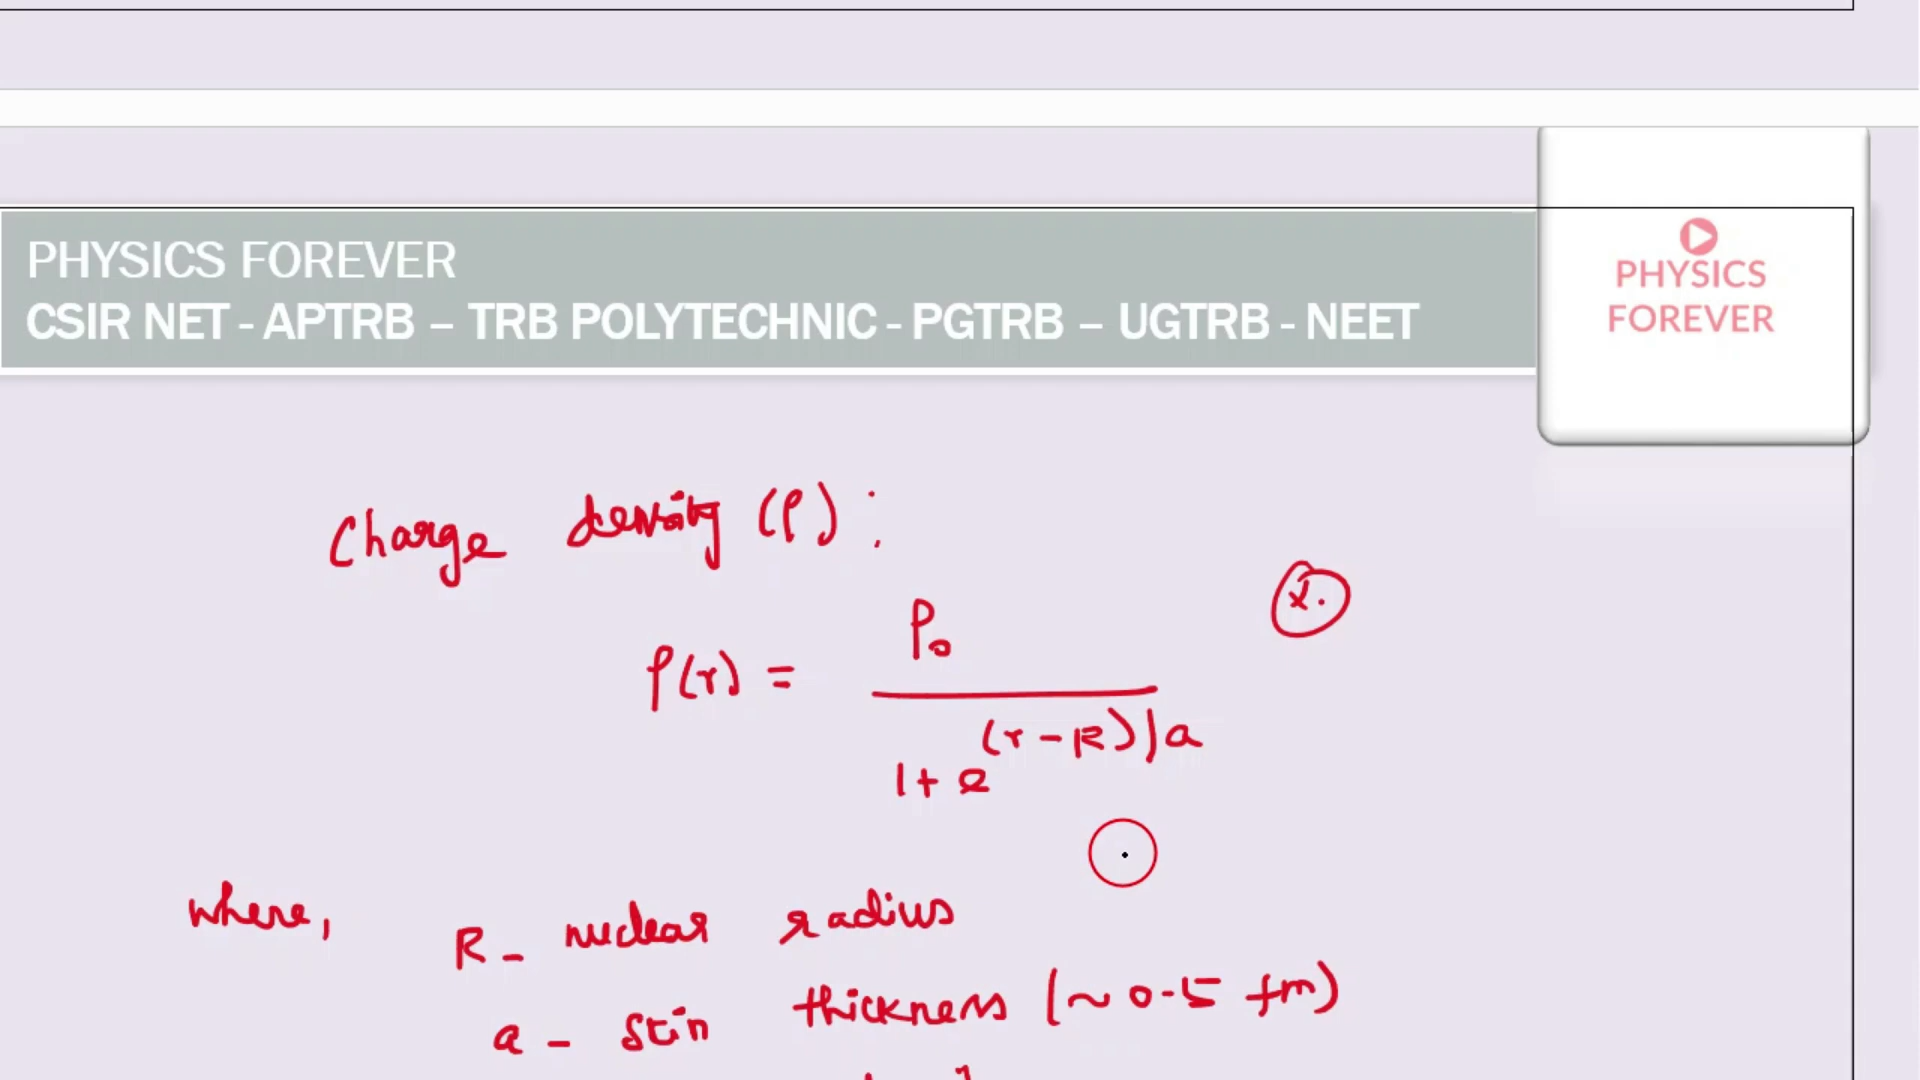 PHYSICS FOREVER
CSIR NET - APTRB – TRB POLYTECHNIC - PGTRB – UGTRB - NEET
PHYSICS
FOREVER
Charge density (ρ) :
ρ(r) = ρ₀ / 1 + e^(r-R)/a
where,
R - nuclear radius
a - skin thickness (~ 0.5 fm)